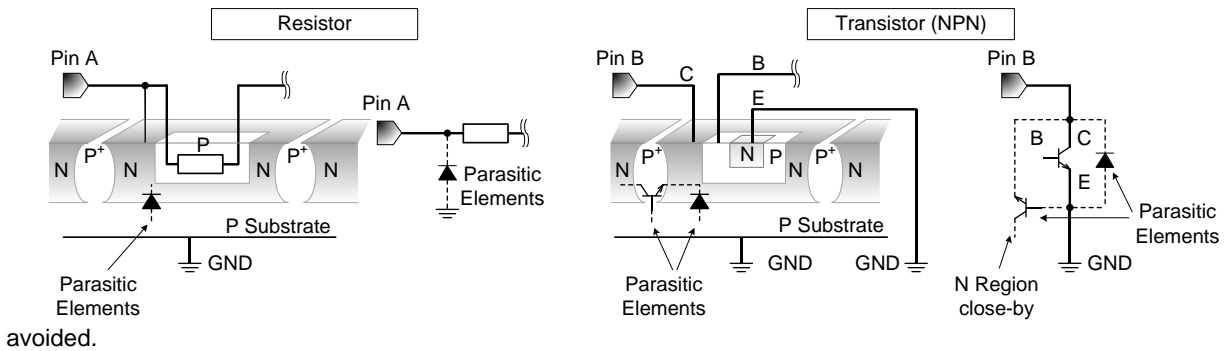 Resistor
Transistor (NPN)
Pin A
Pin B
B
Pin B
C
E
Pin A
P
N
P+
N
N
P+
N
N
P+
N
P
N
P+
N
B
C
E
Parasitic
Elements
P Substrate
P Substrate
Parasitic
Elements
GND
GND
GND
GND
Parasitic
Elements
Parasitic
Elements
N Region
close-by
avoided.